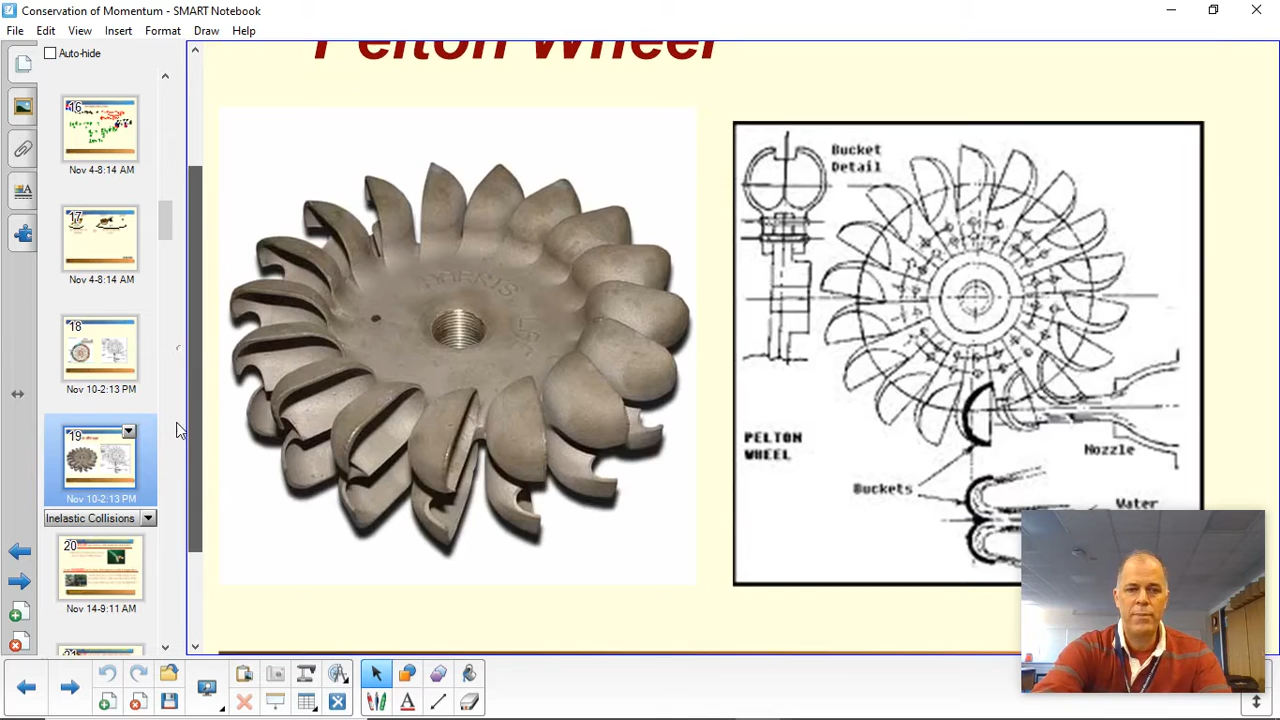 Conservation of Momentum - SMART Notebook
File Edit View Insert Format Draw Help
Auto-hide
16
Nov 4-8:14 AM
17
Nov 4-8:14 AM
18
Nov 10-2:13 PM
19
Nov 10-2:13 PM
Inelastic Collisions
20
Nov 14-9:11 AM
Pelton Wheel
Bucket
Detail
PELTON
WHEEL
Nozzle
Buckets
Water